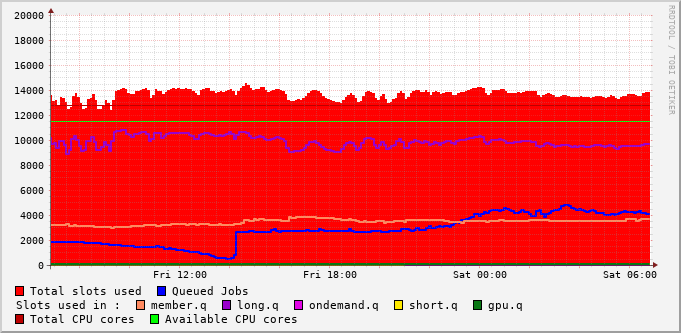 20000
18000
16000
14000
12000
10000
8000
6000
4000
2000
0
Fri 12:00 Fri 18:00 Sat 00:00 Sat 06:00
Total slots used Queued Jobs
Slots used in : member.q long.q ondemand.q short.q gpu.q
Total CPU cores Available CPU cores
RRDTOOL / TOBI OETIKER